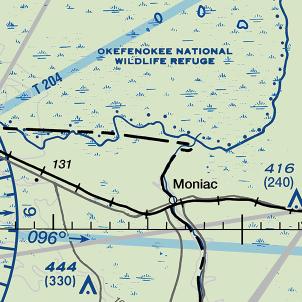 OKEFENOKEE NATIONAL
WILDLIFE REFUGE
T 204
131
416
(240)
Moniac
096°
444
(330)